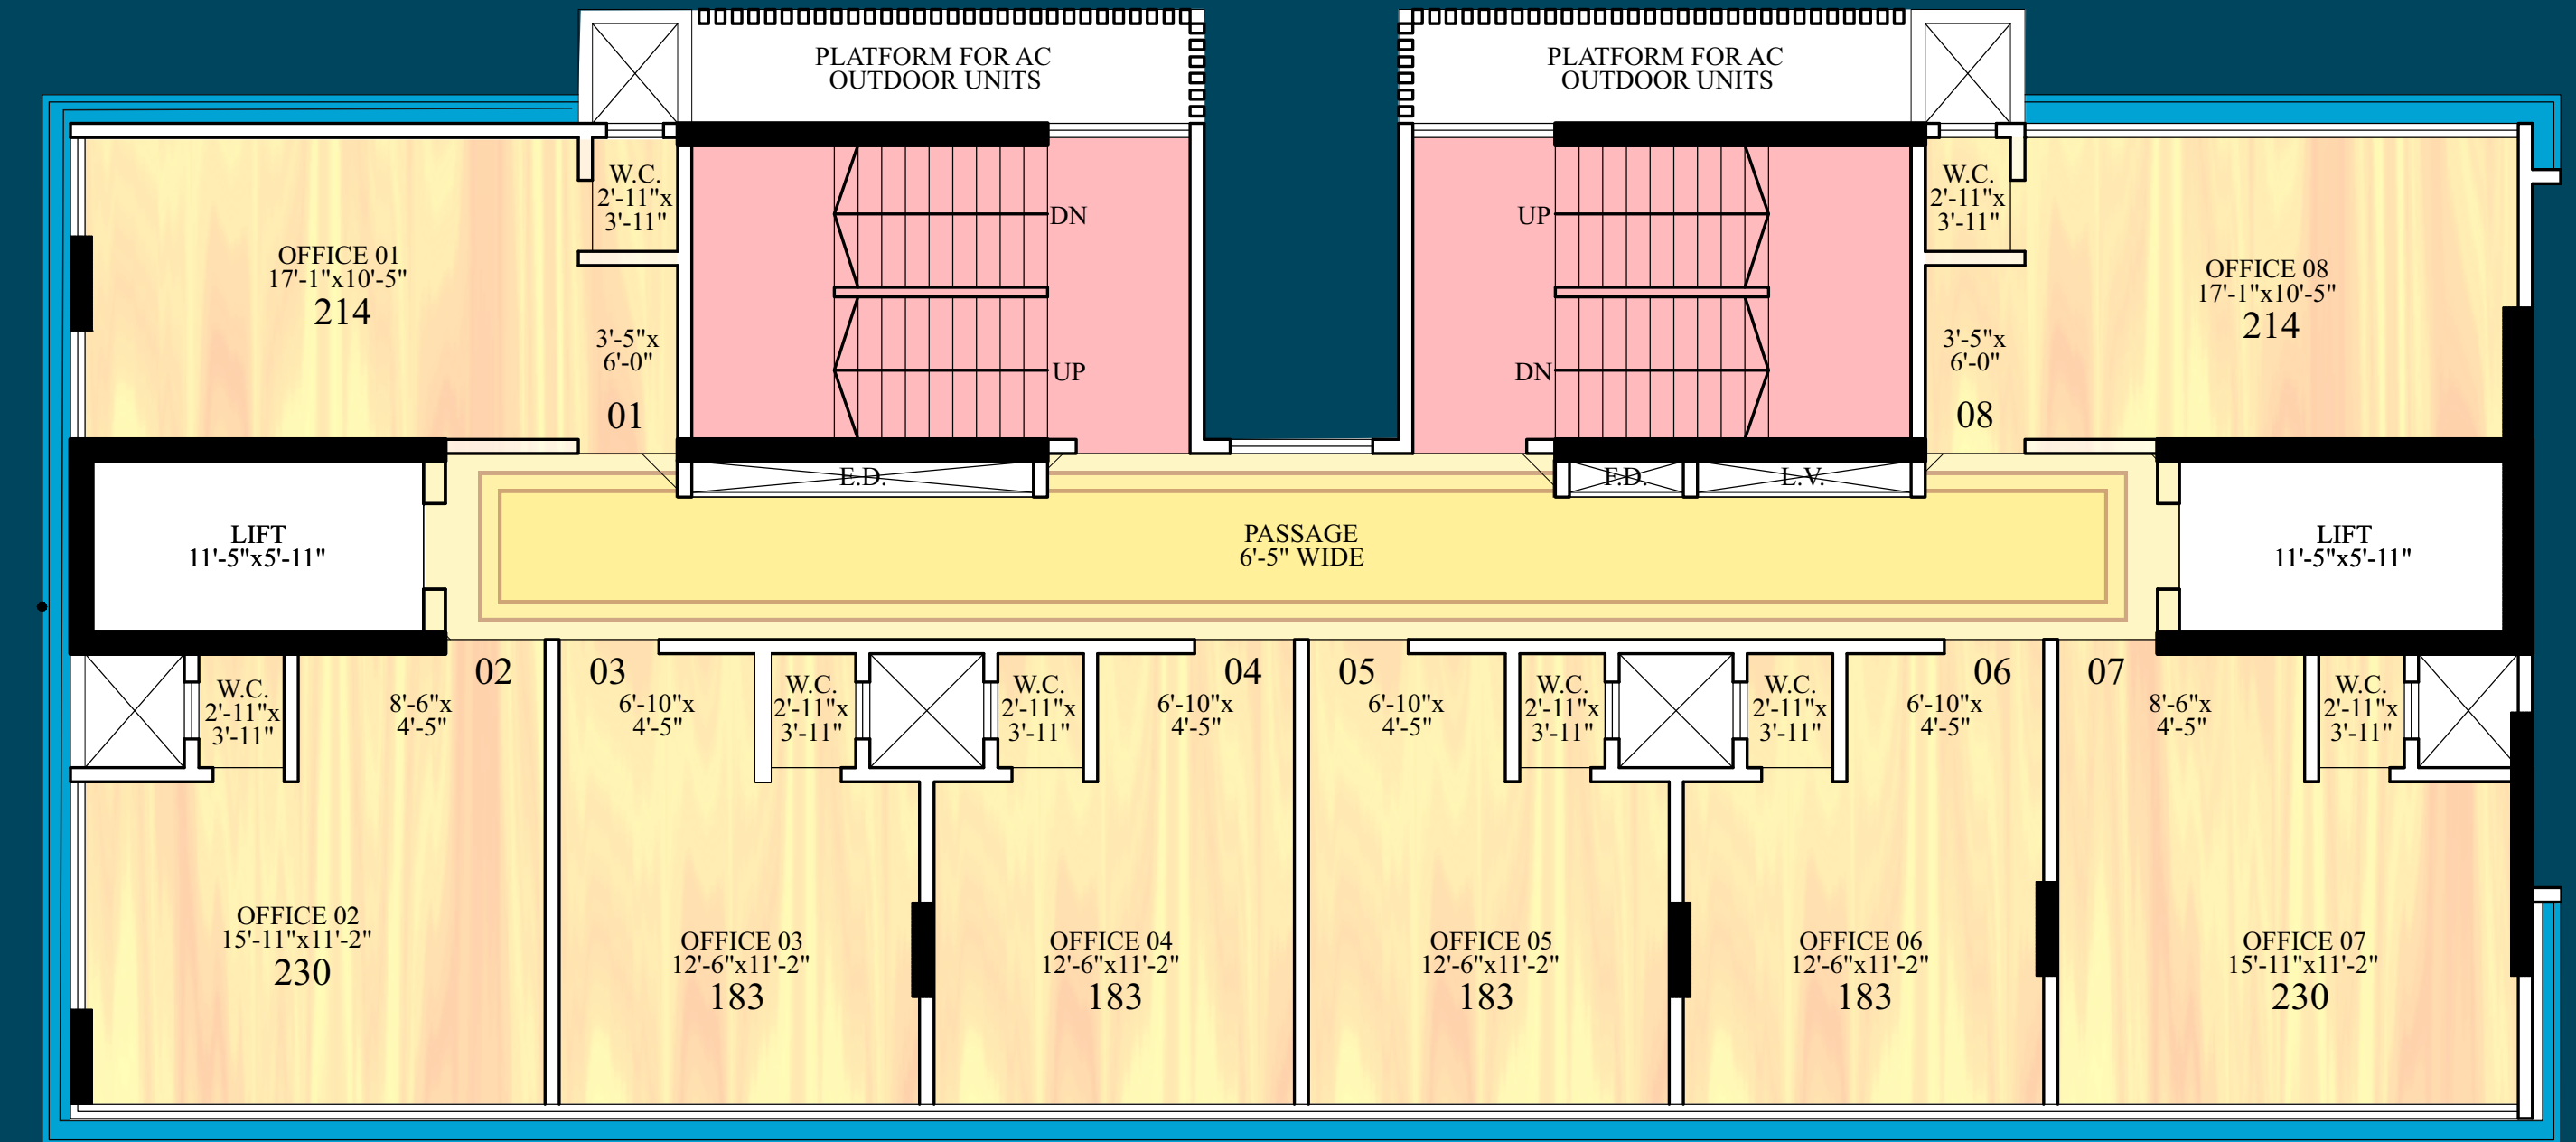 PLATFORM FOR AC
OUTDOOR UNITS
PLATFORM FOR AC
OUTDOOR UNITS
W.C.
2'-11"x
3'-11"
DN
UP
W.C.
2'-11"x
3'-11"
OFFICE 01
17'-1"x10'-5"
214
OFFICE 08
17'-1"x10'-5"
214
3'-5"x
6'-0"
01
UP
DN
3'-5"x
6'-0"
08
E.D.
F.D.
L.V.
LIFT
11'-5"x5'-11"
PASSAGE
6'-5" WIDE
LIFT
11'-5"x5'-11"
W.C.
2'-11"x
3'-11"
02
8'-6"x
4'-5"
03
6'-10"x
4'-5"
W.C.
2'-11"x
3'-11"
W.C.
2'-11"x
3'-11"
04
6'-10"x
4'-5"
05
6'-10"x
4'-5"
W.C.
2'-11"x
3'-11"
W.C.
2'-11"x
3'-11"
06
6'-10"x
4'-5"
07
8'-6"x
4'-5"
W.C.
2'-11"x
3'-11"
OFFICE 02
15'-11"x11'-2"
230
OFFICE 03
12'-6"x11'-2"
183
OFFICE 04
12'-6"x11'-2"
183
OFFICE 05
12'-6"x11'-2"
183
OFFICE 06
12'-6"x11'-2"
183
OFFICE 07
15'-11"x11'-2"
230